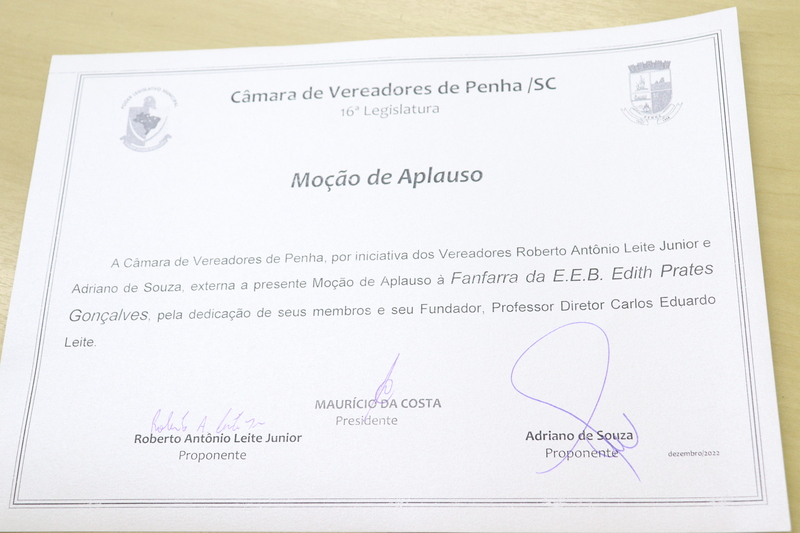 Câmara de Vereadores de Penha /SC
16ª Legislatura
Moção de Aplauso
A Câmara de Vereadores de Penha, por iniciativa dos Vereadores Roberto Antônio Leite Junior e
Adriano de Souza, externa a presente Moção de Aplauso à Fanfarra da E.E.B. Edith Prates
Gonçalves, pela dedicação de seus membros e seu Fundador, Professor Diretor Carlos Eduardo
Leite.
MAURÍCIO DA COSTA
Presidente
Roberto A. Leite Jr
Roberto Antônio Leite Junior
Proponente
Adriano de Souza
Proponente
dezembro/2022